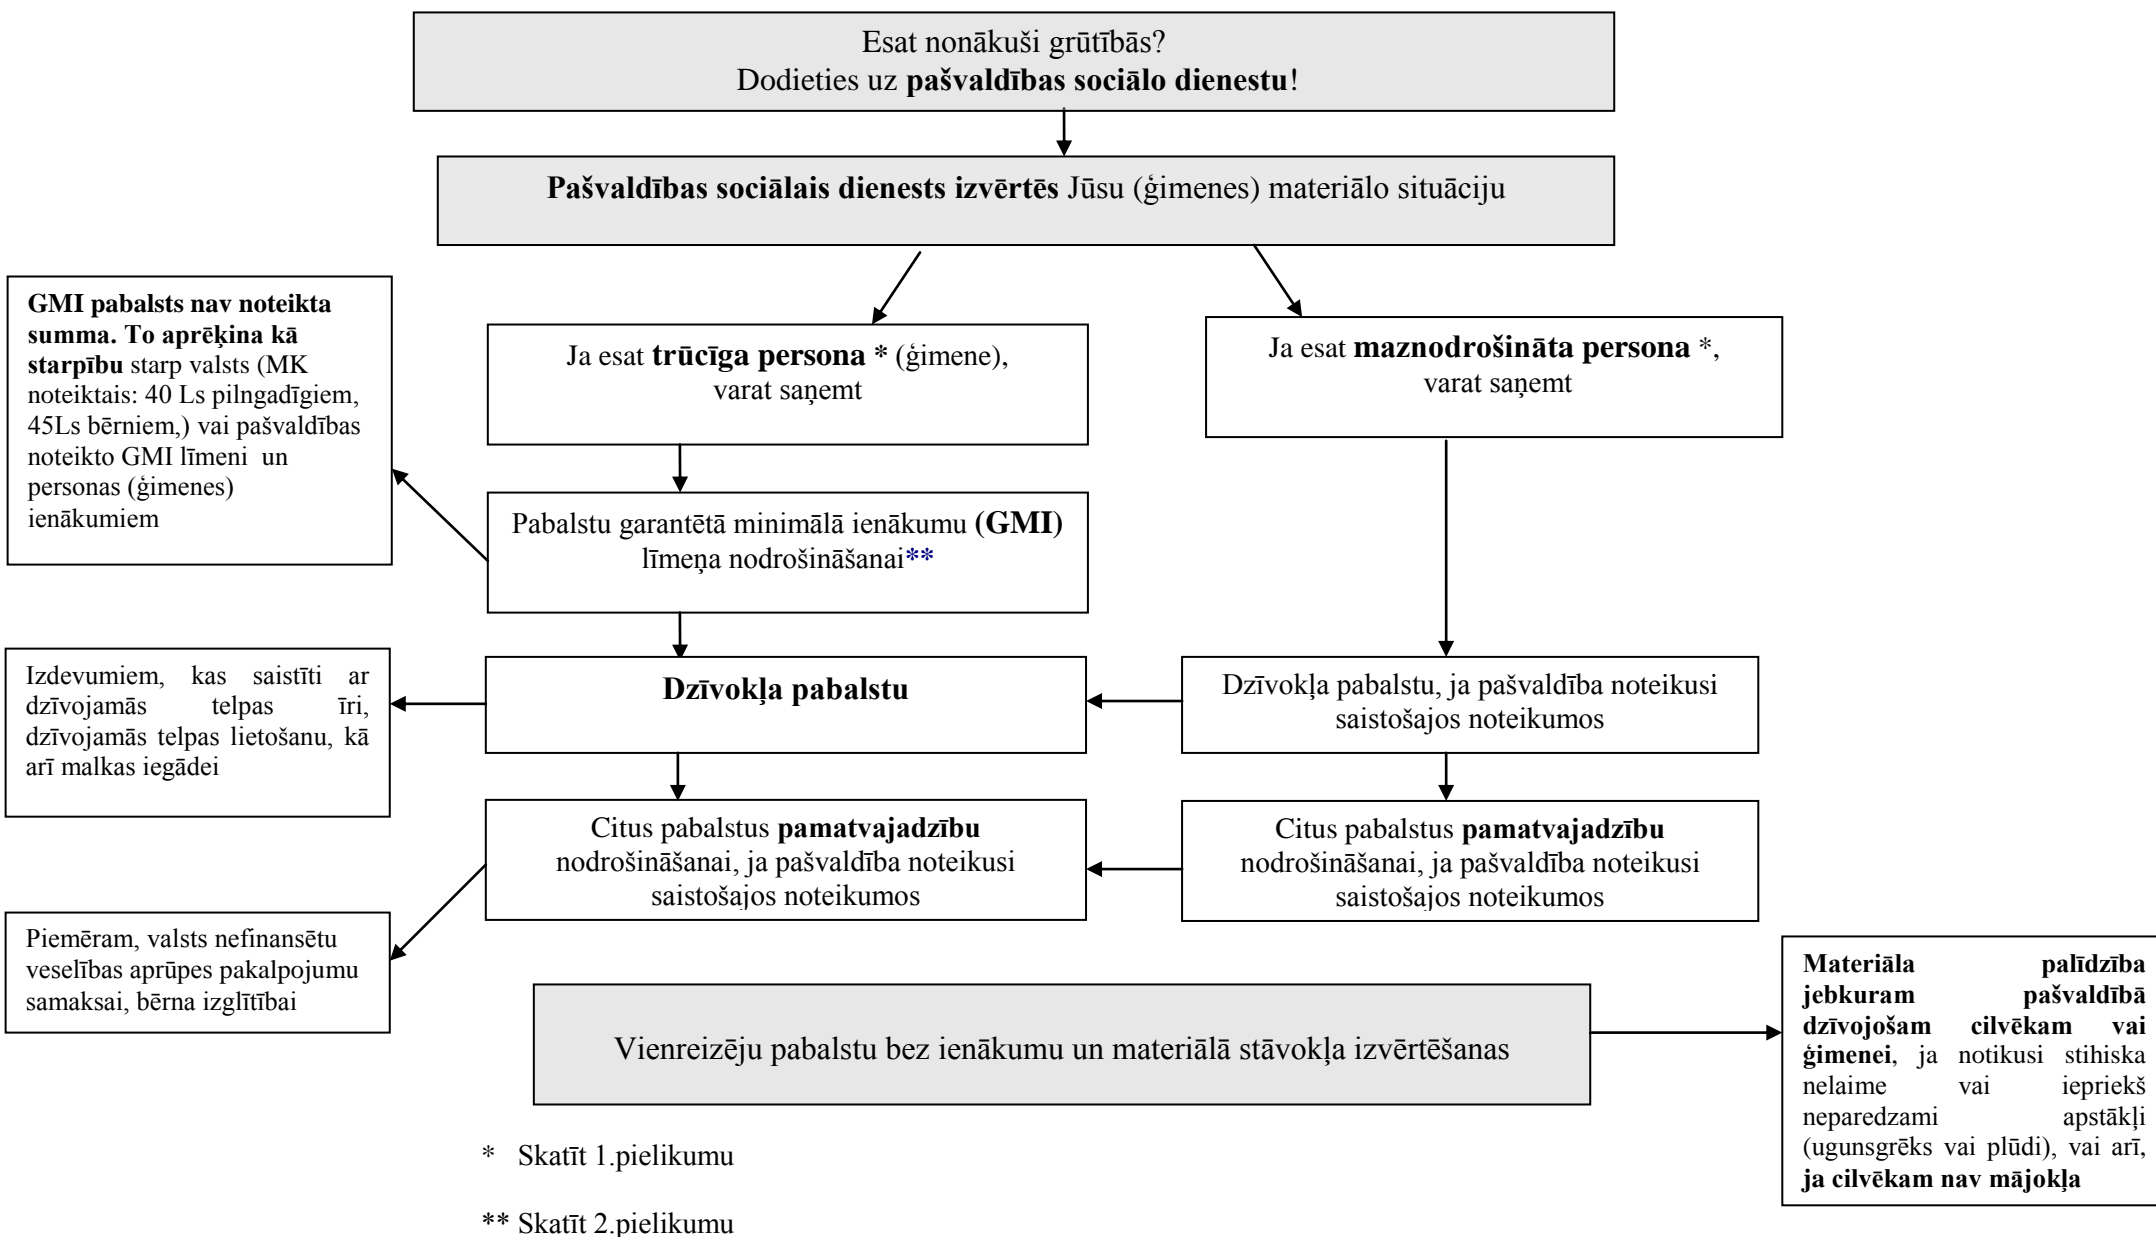 Esat nonākuši grūtībās?
Dodieties uz pašvaldības sociālo dienestu!
Pašvaldības sociālais dienests izvērtēs Jūsu (ģimenes) materiālo situāciju
GMI pabalsts nav noteikta
summa. To aprēķina kā
starpību starp valsts (MK
noteiktais: 40 Ls pilngadīgiem,
45Ls bērniem,) vai pašvaldības
noteikto GMI līmeni un
personas (ģimenes)
ienākumiem
Ja esat trūcīga persona * (ģimene),
varat saņemt
Ja esat maznodrošināta persona *,
varat saņemt
Pabalstu garantētā minimālā ienākumu (GMI)
līmeņa nodrošināšanai**
Izdevumiem, kas saistīti ar
dzīvojamās telpas īri,
dzīvojamās telpas lietošanu, kā
arī malkas iegādei
Dzīvokļa pabalstu
Dzīvokļa pabalstu, ja pašvaldība noteikusi
saistošajos noteikumos
Citus pabalstus pamatvajadzību
nodrošināšanai, ja pašvaldība noteikusi
saistošajos noteikumos
Citus pabalstus pamatvajadzību
nodrošināšanai, ja pašvaldība noteikusi
saistošajos noteikumos
Piemēram, valsts nefinansētu
veselības aprūpes pakalpojumu
samaksai, bērna izglītībai
Vienreizēju pabalstu bez ienākumu un materiālā stāvokļa izvērtēšanas
Materiāla palīdzība
jebkuram pašvaldībā
dzīvojošam cilvēkam vai
ģimenei, ja notikusi stihiska
nelaime vai iepriekš
neparedzami apstākļi
(ugunsgrēks vai plūdi), vai arī,
ja cilvēkam nav mājokļa
* Skatīt 1.pielikumu
** Skatīt 2.pielikumu